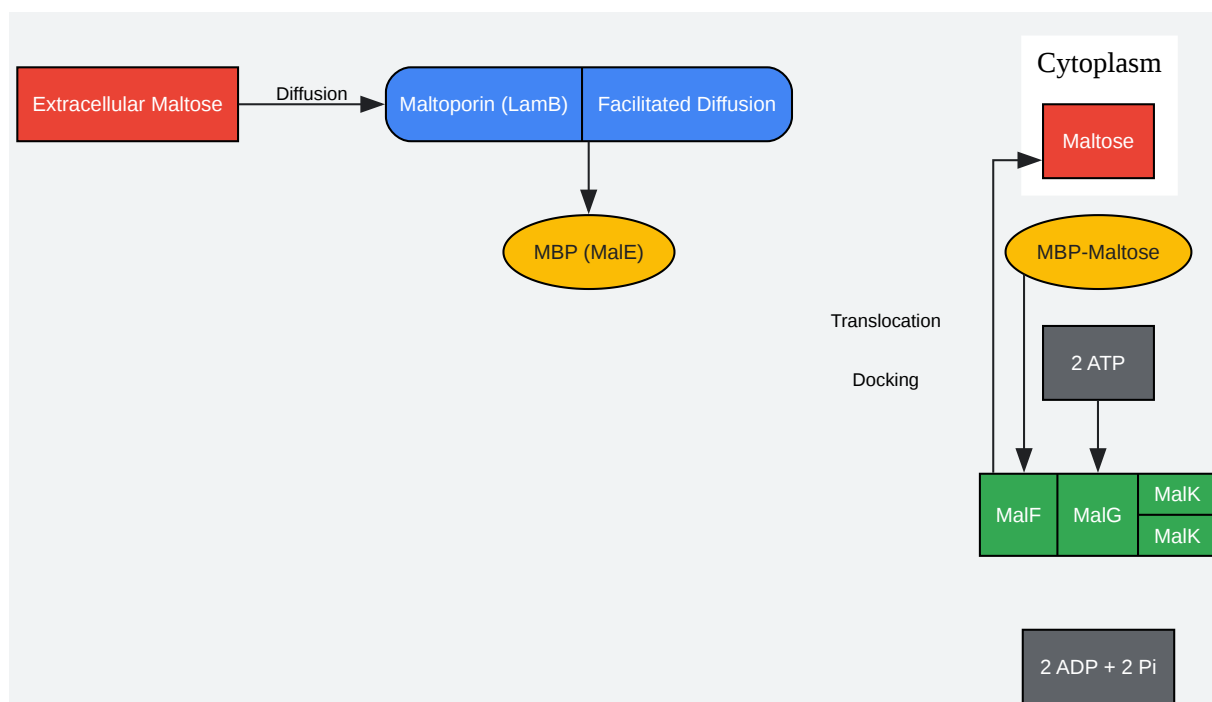 Extracellular Maltose
Diffusion
Maltoporin (LamB)
Facilitated Diffusion
MBP (MalE)
Cytoplasm
Maltose
MBP-Maltose
Translocation
Docking
2 ATP
MalF
MalG
MalK
MalK
2 ADP + 2 Pi